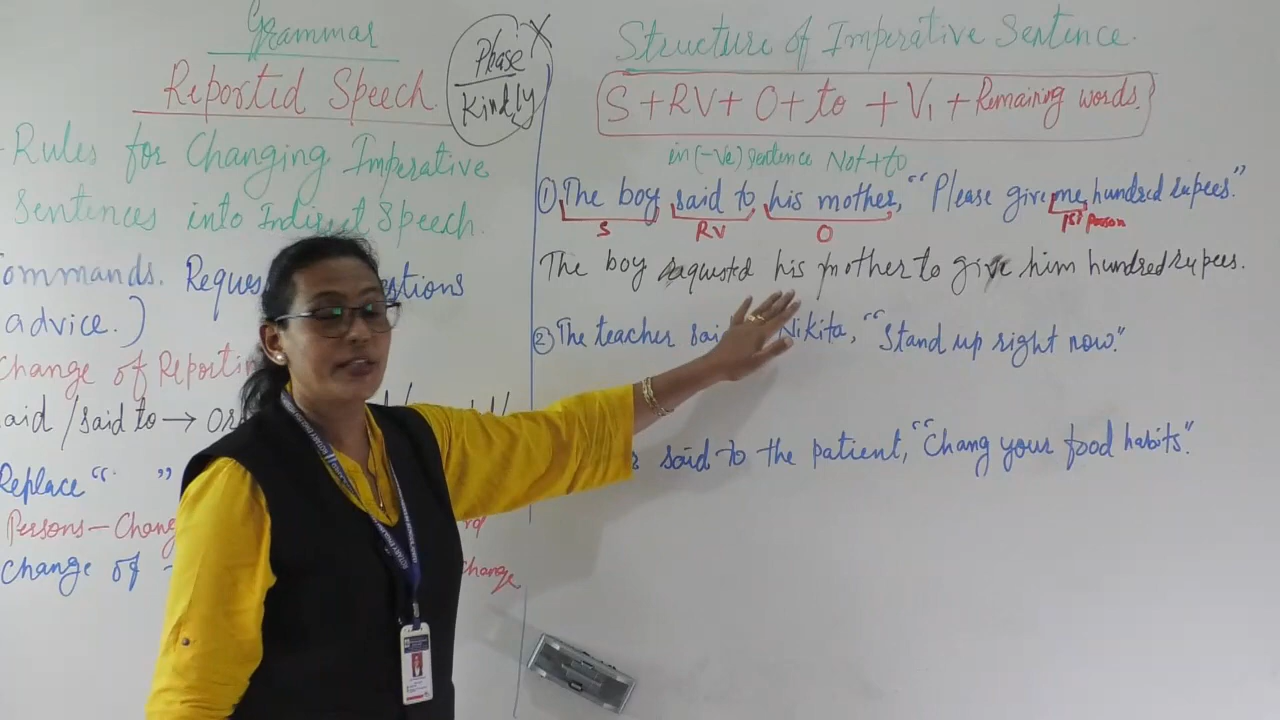 Grammar
Reported Speech.
Rules for Changing Imperative
Sentences into Indirect Speech.
Commands. Reques estions
advice.)
Change of Reportin
aid / said to → or
Replace “ ”
Persons - Chang
Change of
change
Please X
Kindly
Structure of Imperative Sentence.
S + RV + O + to + V1 + Remaining words.
in (-ve) sentence Not + to
① The boy said to his mother, “Please give me hundred rupees.”
S RV O 1st Person
The boy requested his mother to give him hundred rupees.
② The teacher said Nikita, “Stand up right now.”
r said to the patient, “Chang your food habits”.